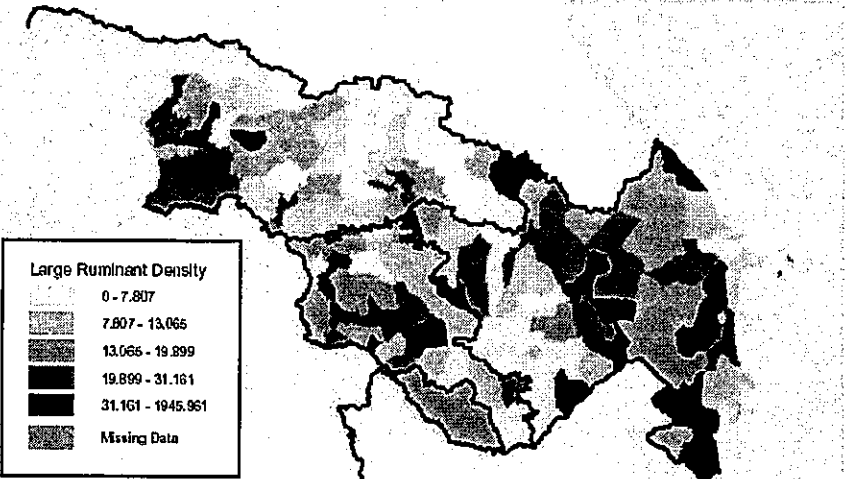 Large Ruminant Density
0 - 7.807
7.807 - 13.065
13.065 - 19.899
19.899 - 31.161
31.161 - 1945.961
Missing Data